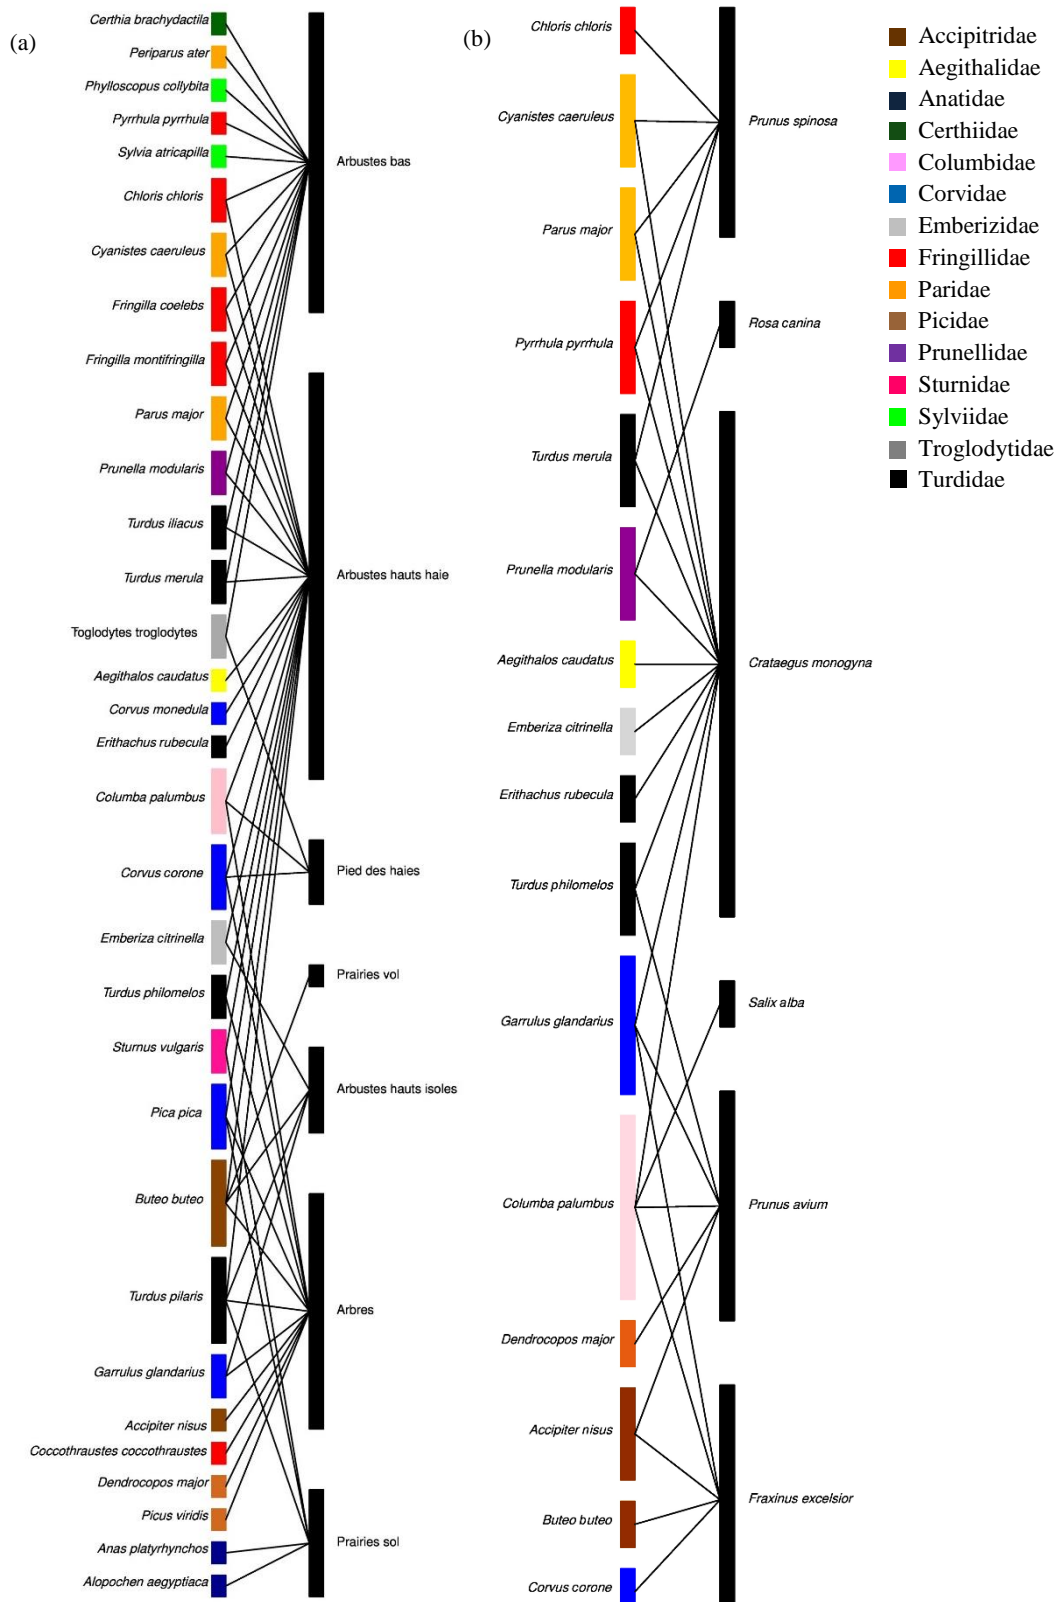 (a)
Certhia brachydactila
Periparus ater
Phylloscopus collybita
Pyrrhula pyrrhula
Sylvia atricapilla
Chloris chloris
Cyanistes caeruleus
Fringilla coelebs
Fringilla montifringilla
Parus major
Prunella modularis
Turdus iliacus
Turdus merula
Toglodytes troglodytes
Aegithalos caudatus
Corvus monedula
Erithachus rubecula
Columba palumbus
Corvus corone
Emberiza citrinella
Turdus philomelos
Sturnus vulgaris
Pica pica
Buteo buteo
Turdus pilaris
Garrulus glandarius
Accipiter nisus
Coccothraustes coccothraustes
Dendrocopos major
Picus viridis
Anas platyrhynchos
Alopochen aegyptiaca
Arbustes bas
Arbustes hauts haie
Pied des haies
Prairies vol
Arbustes hauts isoles
Arbres
Prairies sol
(b)
Chloris chloris
Cyanistes caeruleus
Parus major
Pyrrhula pyrrhula
Turdus merula
Prunella modularis
Aegithalos caudatus
Emberiza citrinella
Erithachus rubecula
Turdus philomelos
Garrulus glandarius
Columba palumbus
Dendrocopos major
Accipiter nisus
Buteo buteo
Corvus corone
Prunus spinosa
Rosa canina
Crataegus monogyna
Salix alba
Prunus avium
Fraxinus excelsior
Accipitridae
Aegithalidae
Anatidae
Certhiidae
Columbidae
Corvidae
Emberizidae
Fringillidae
Paridae
Picidae
Prunellidae
Sturnidae
Sylviidae
Troglodytidae
Turdidae